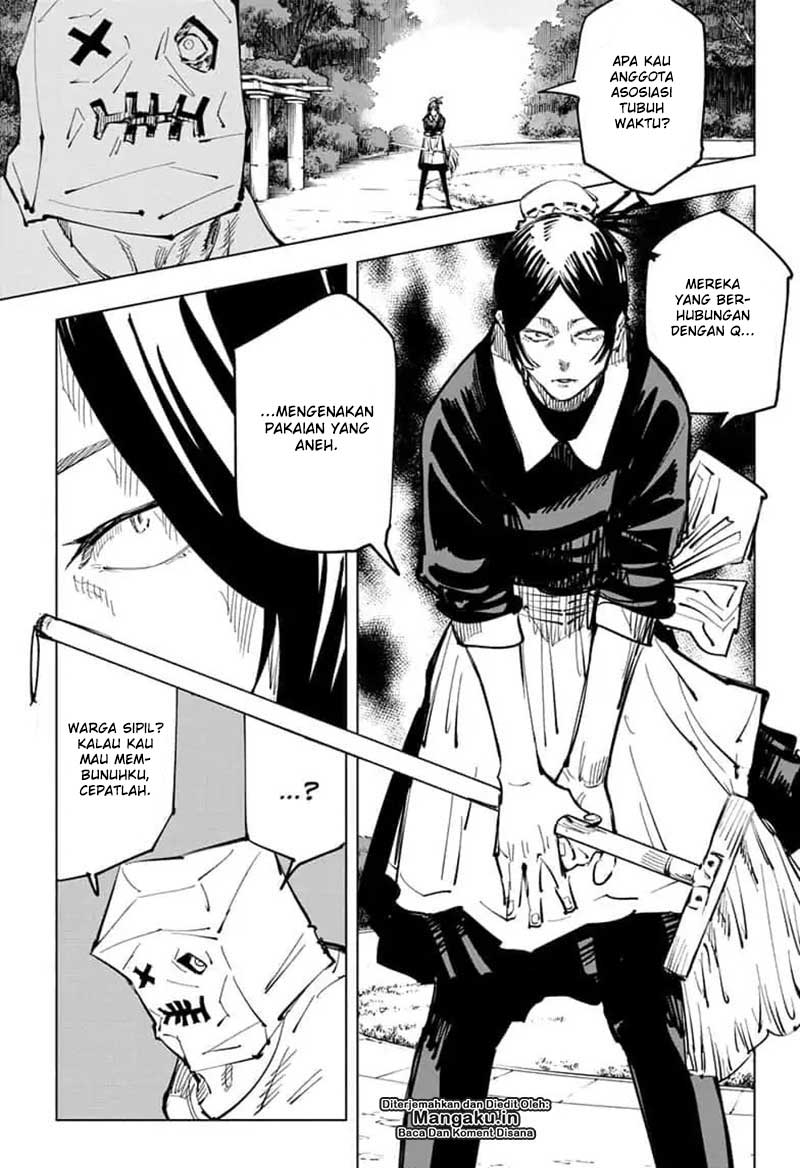 APA KAU
ANGGOTA
ASOSIASI
TUBUH
WAKTU?
MEREKA
YANG BER-
HUBUNGAN
DENGAN Q...
...MENGENAKAN
PAKAIAN YANG
ANEH.
...?
WARGA SIPIL?
KALAU KAU
MAU MEM-
BUNUHKU,
CEPATLAH.
Diterjemahkan dan Diedit Oleh:
Mangaku.in
Baca Dan Koment Disana